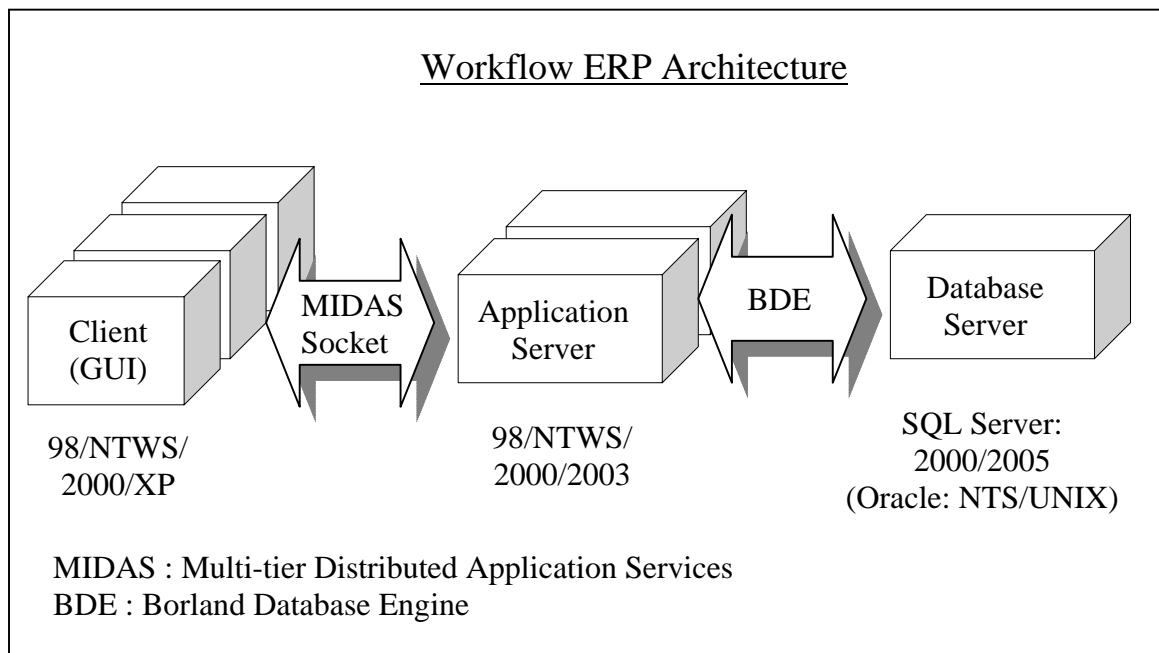 Workflow ERP Architecture
Client
(GUI)
MIDAS
Socket
Application
Server
BDE
Database
Server
98/NTWS/
2000/XP
98/NTWS/
2000/2003
SQL Server:
2000/2005
(Oracle: NTS/UNIX)
MIDAS : Multi-tier Distributed Application Services
BDE : Borland Database Engine